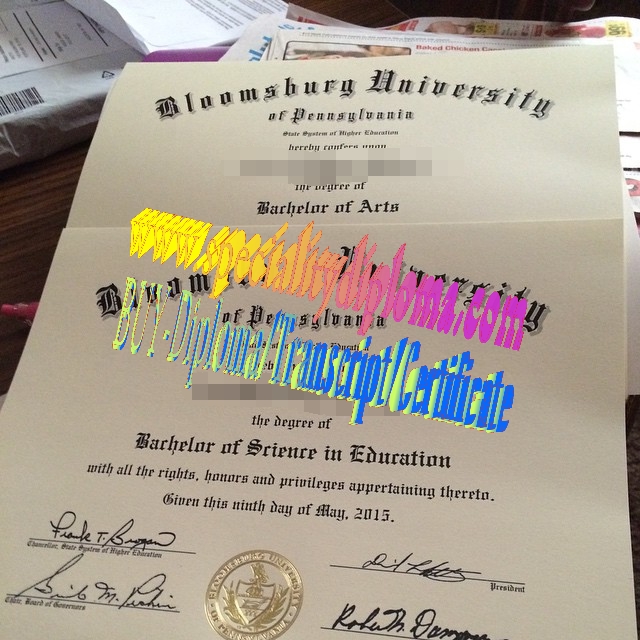 Baked Chicken
Bloomsburg University
of Pennsylvania
State System of Higher Education
hereby confers upon
the degree of
Bachelor of Arts
www.specialitydiploma.com
of Pennsylvania
BUY-Diploma/Transcript/Certificate
the degree of
Bachelor of Science in Education
with all the rights, honors and privileges appertaining thereto.
Given this ninth day of May, 2015.
Chancellor, State System of Higher Education
President
Chair, Board of Governors